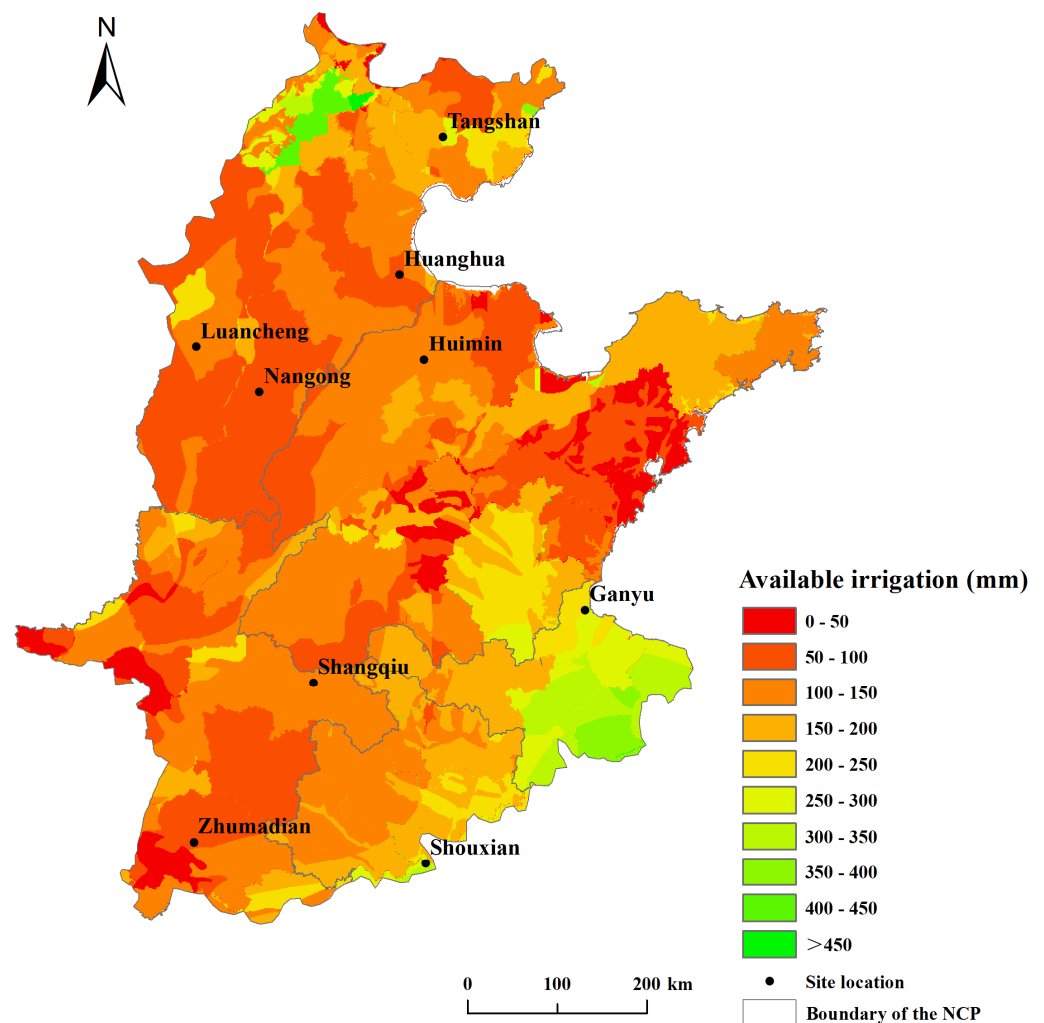 N
Tangshan
Huanghua
Luancheng
Huimin
Nangong
Available irrigation (mm)
Ganyu
0 - 50
50 - 100
Shangqiu
100 - 150
150 - 200
200 - 250
250 - 300
Zhumadian
300 - 350
Shouxian
350 - 400
400 - 450
>450
Site location
0 100 200 km
Boundary of the NCP